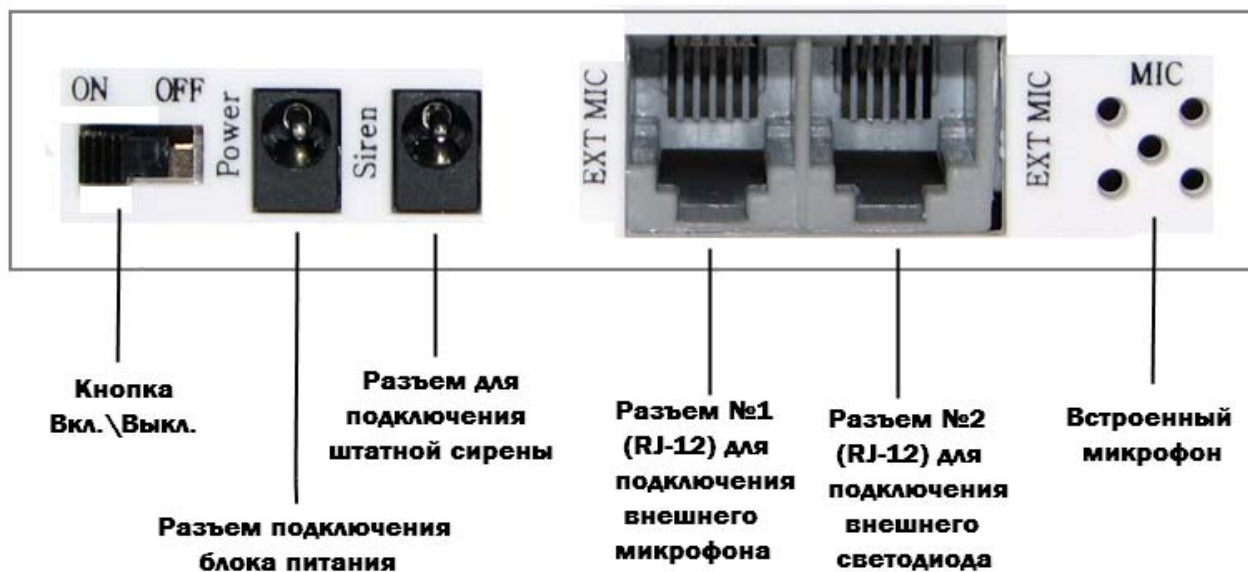 ON OFF
Power
Siren
EXT MIC
EXT MIC
MIC
Кнопка
Вкл.\Выкл.
Разъем подключения
блока питания
Разъем для
подключения
штатной сирены
Разъем №1
(RJ-12) для
подключения
внешнего
микрофона
Разъем №2
(RJ-12) для
подключения
внешнего
светодиода
Встроенный
микрофон